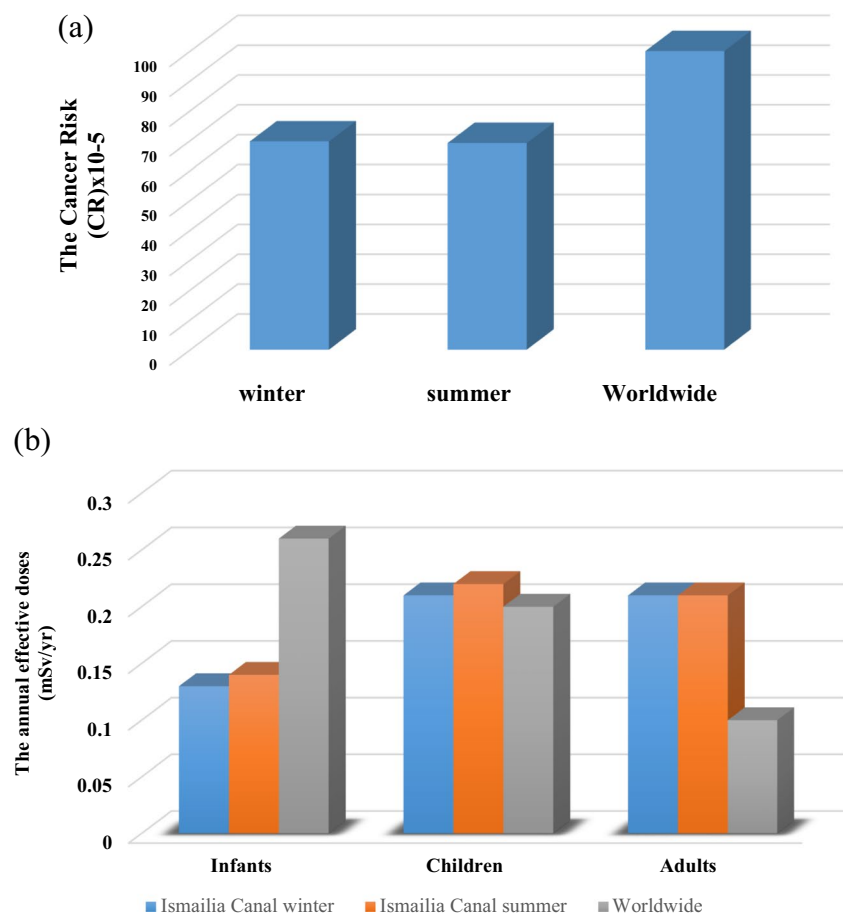 (a)
The Cancer Risk
(CR)x10-5
100
90
80
70
60
50
40
30
20
10
0
winter summer Worldwide
(b)
The annual effective doses
(mSv/yr)
0.3
0.25
0.2
0.15
0.1
0.05
0
Infants Children Adults
Ismailia Canal winter Ismailia Canal summer Worldwide